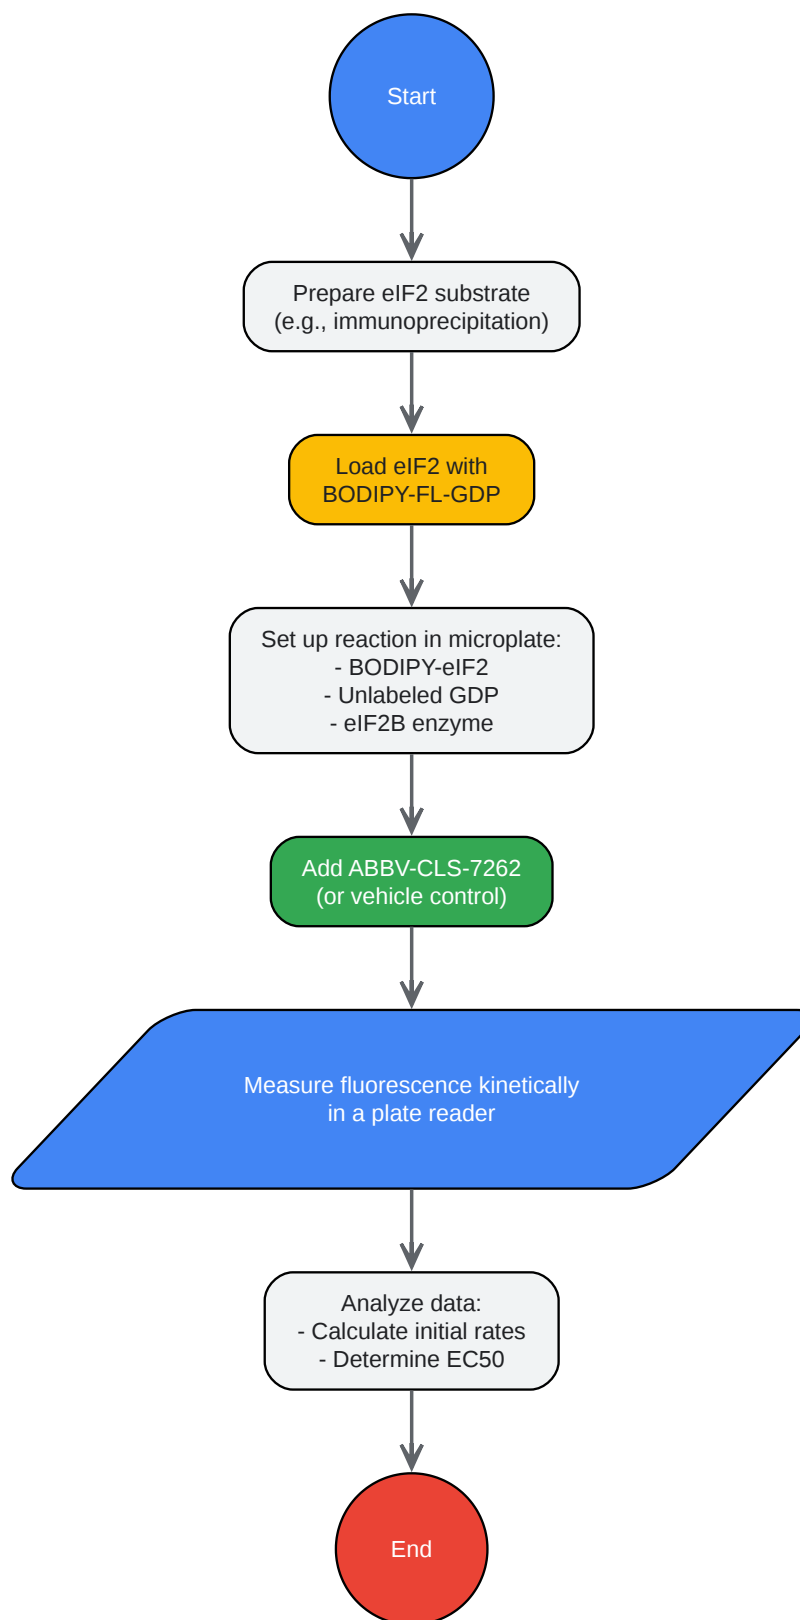 Start
Prepare eIF2 substrate
(e.g., immunoprecipitation)
Load eIF2 with
BODIPY-FL-GDP
Set up reaction in microplate:
- BODIPY-eIF2
- Unlabeled GDP
- eIF2B enzyme
Add ABBV-CLS-7262
(or vehicle control)
Measure fluorescence kinetically
in a plate reader
Analyze data:
- Calculate initial rates
- Determine EC50
End